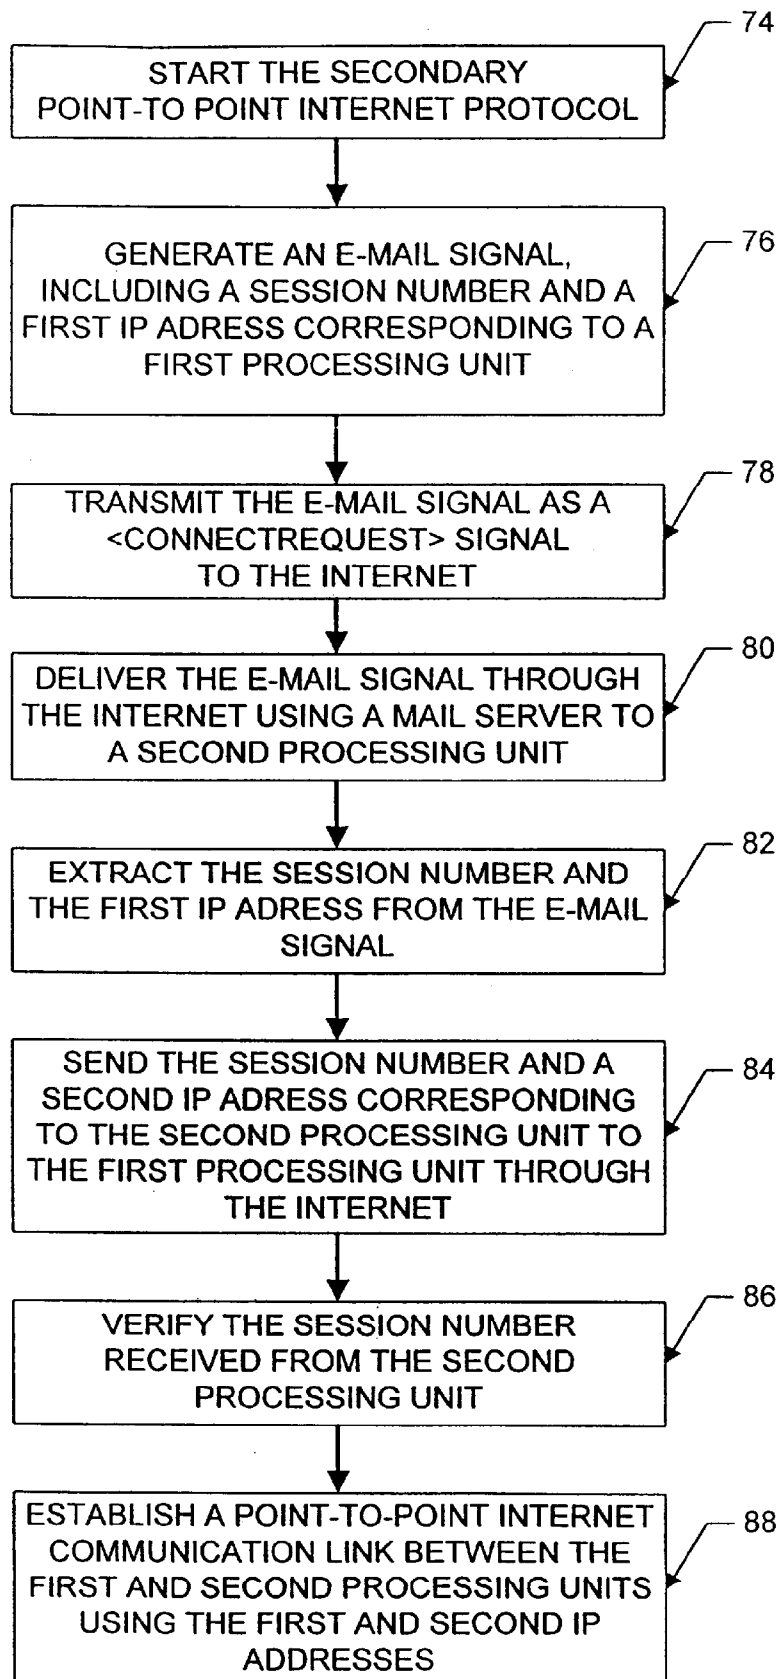 74
START THE SECONDARY
POINT-TO POINT INTERNET PROTOCOL
76
GENERATE AN E-MAIL SIGNAL,
INCLUDING A SESSION NUMBER AND A
FIRST IP ADRESS CORRESPONDING TO A
FIRST PROCESSING UNIT
78
TRANSMIT THE E-MAIL SIGNAL AS A
<CONNECTREQUEST> SIGNAL
TO THE INTERNET
80
DELIVER THE E-MAIL SIGNAL THROUGH
THE INTERNET USING A MAIL SERVER TO
A SECOND PROCESSING UNIT
82
EXTRACT THE SESSION NUMBER AND
THE FIRST IP ADRESS FROM THE E-MAIL
SIGNAL
84
SEND THE SESSION NUMBER AND A
SECOND IP ADRESS CORRESPONDING
TO THE SECOND PROCESSING UNIT TO
THE FIRST PROCESSING UNIT THROUGH
THE INTERNET
86
VERIFY THE SESSION NUMBER
RECEIVED FROM THE SECOND
PROCESSING UNIT
88
ESTABLISH A POINT-TO-POINT INTERNET
COMMUNICATION LINK BETWEEN THE
FIRST AND SECOND PROCESSING UNITS
USING THE FIRST AND SECOND IP
ADDRESSES